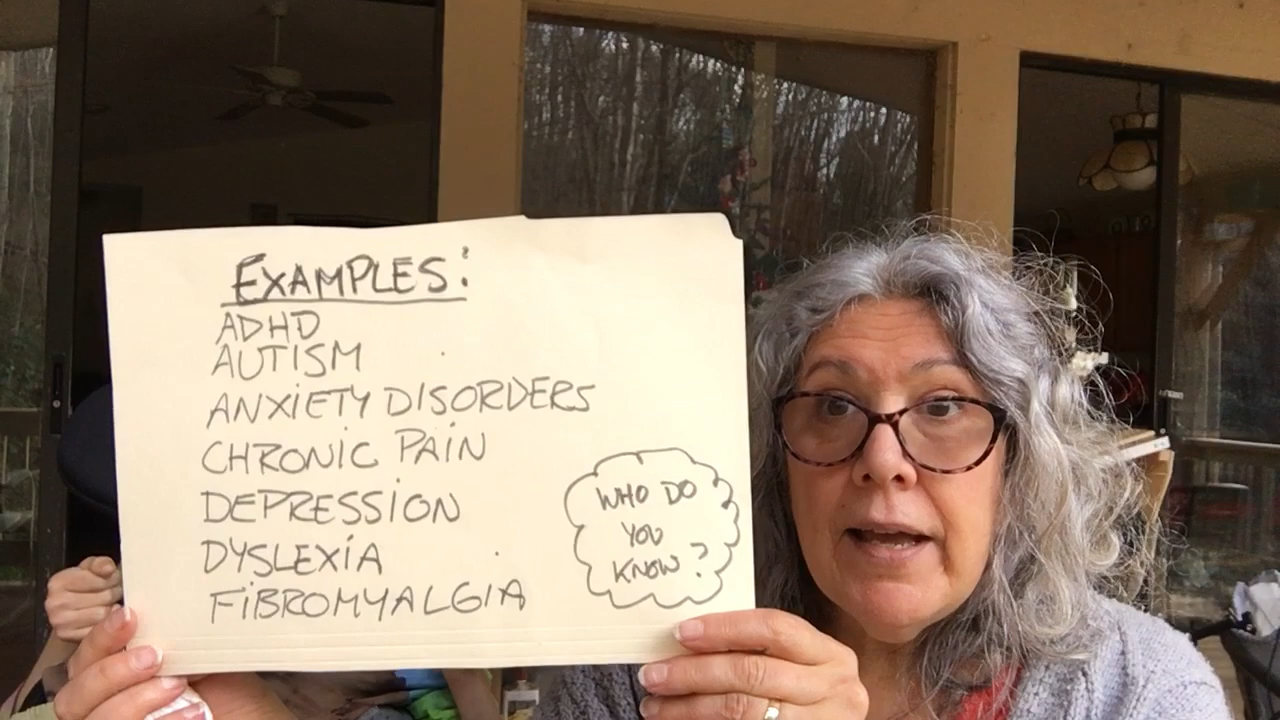 EXAMPLES:
ADHD
AUTISM
ANXIETY DISORDERS
CHRONIC PAIN
DEPRESSION
DYSLEXIA
FIBROMYALGIA
WHO DO
YOU
KNOW?